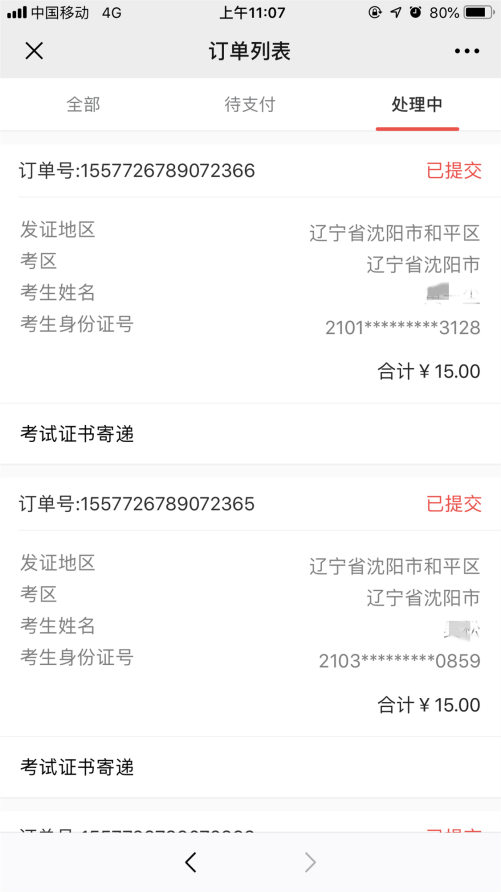 中国移动 4G 上午11:07 80%
订单列表
全部 待支付 处理中
订单号:1557726789072366 已提交
发证地区 辽宁省沈阳市和平区
考区 辽宁省沈阳市
考生姓名
考生身份证号 2101*********3128
合计￥15.00
考试证书寄递
订单号:1557726789072365 已提交
发证地区 辽宁省沈阳市和平区
考区 辽宁省沈阳市
考生姓名
考生身份证号 2103*********0859
合计￥15.00
考试证书寄递